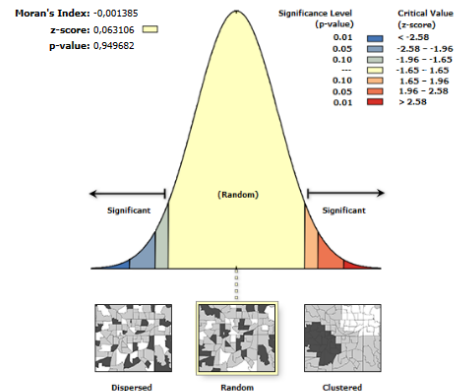 Moran's Index: -0,001385
z-score: 0,063106
p-value: 0,949682
Significance Level
(p-value)
Critical Value
(z-score)
0.01 < -2.58
0.05 -2.58 - -1.96
0.10 -1.96 - -1.65
--- -1.65 - 1.65
0.10 1.65 - 1.96
0.05 1.96 - 2.58
0.01 > 2.58
(Random)
Significant Significant
Dispersed Random Clustered